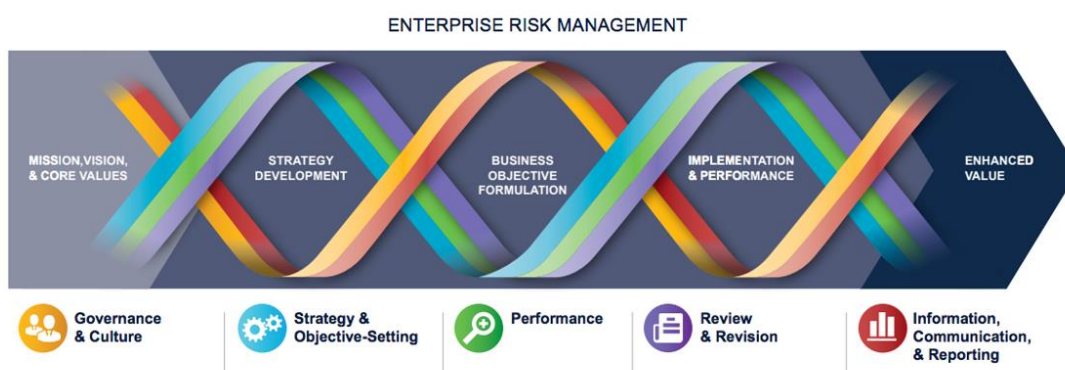 ENTERPRISE RISK MANAGEMENT
MISSION, VISION,
& CORE VALUES
STRATEGY
DEVELOPMENT
BUSINESS
OBJECTIVE
FORMULATION
IMPLEMENTATION
& PERFORMANCE
ENHANCED
VALUE
Governance
& Culture
Strategy &
Objective-Setting
Performance
Review
& Revision
Information,
Communication,
& Reporting